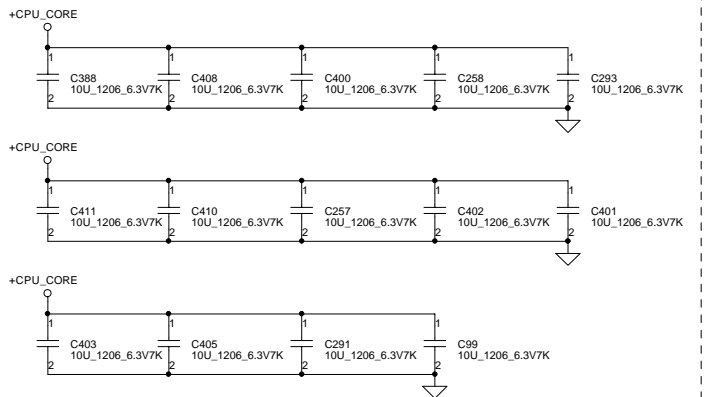 +CPU_CORE
1 1 1 1 1
C388 C408 C400 C258 C293
10U_1206_6.3V7K 10U_1206_6.3V7K 10U_1206_6.3V7K 10U_1206_6.3V7K 10U_1206_6.3V7K
2 2 2 2 2
+CPU_CORE
1 1 1 1 1
C411 C410 C257 C402 C401
10U_1206_6.3V7K 10U_1206_6.3V7K 10U_1206_6.3V7K 10U_1206_6.3V7K 10U_1206_6.3V7K
2 2 2 2 2
+CPU_CORE
1 1 1 1
C403 C405 C291 C99
10U_1206_6.3V7K 10U_1206_6.3V7K 10U_1206_6.3V7K 10U_1206_6.3V7K
2 2 2 2